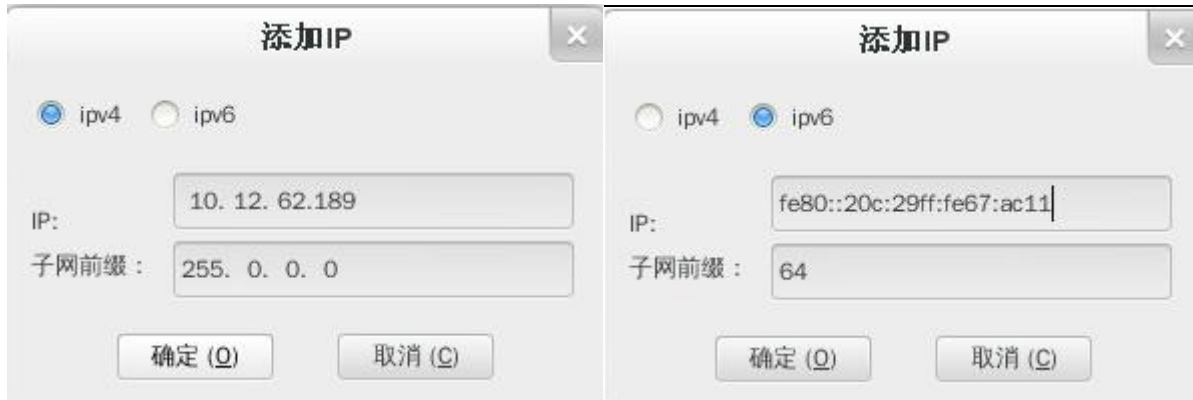 添加IP
ipv4 ipv6
IP: 10. 12. 62.189
子网前缀： 255. 0. 0. 0
确定 (O) 取消 (C)
添加IP
ipv4 ipv6
IP: fe80::20c:29ff:fe67:ac11
子网前缀： 64
确定 (O) 取消 (C)